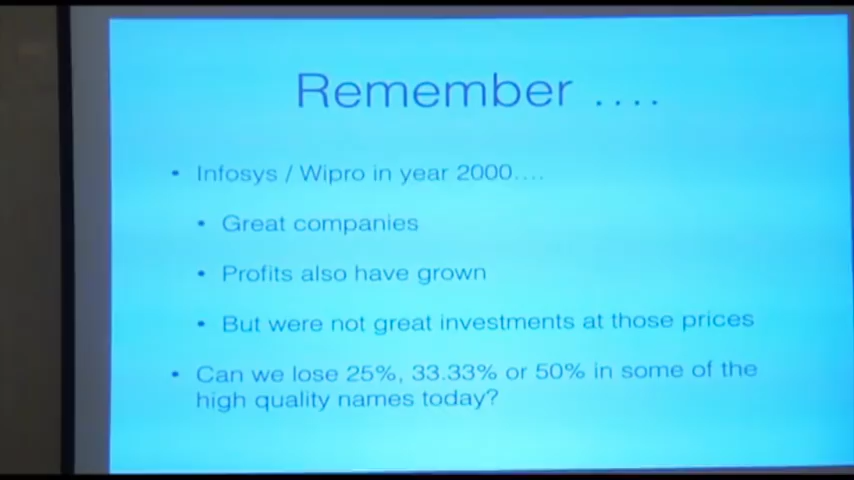 Remember ....
• Infosys / Wipro in year 2000....
• Great companies
• Profits also have grown
• But were not great investments at those prices
• Can we lose 25%, 33.33% or 50% in some of the
high quality names today?